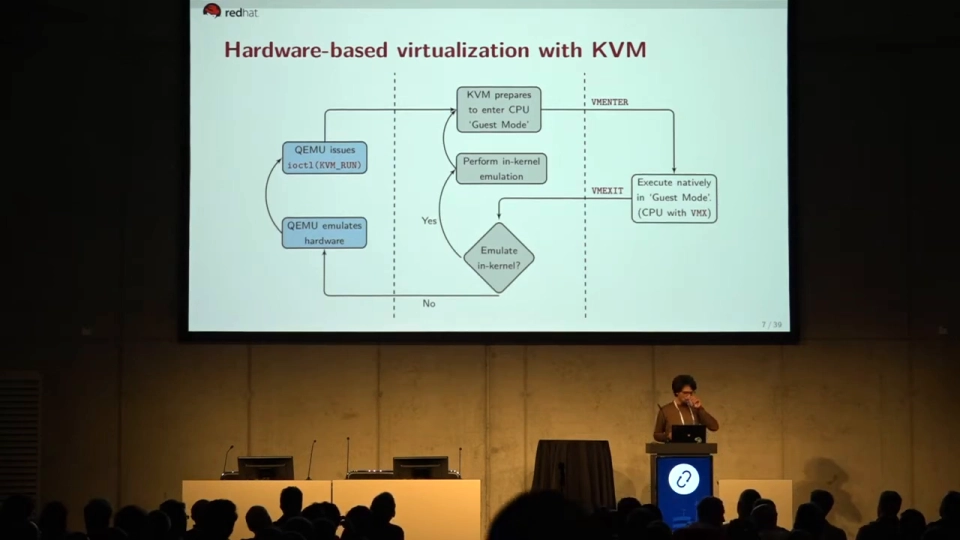 redhat
Hardware-based virtualization with KVM
KVM prepares
to enter CPU
'Guest Mode'
VMENTER
QEMU issues
ioctl(KVM_RUN)
Perform in-kernel
emulation
Execute natively
in 'Guest Mode'.
(CPU with VMX)
VMEXIT
QEMU emulates
hardware
Yes
Emulate
in-kernel?
No
7 / 39